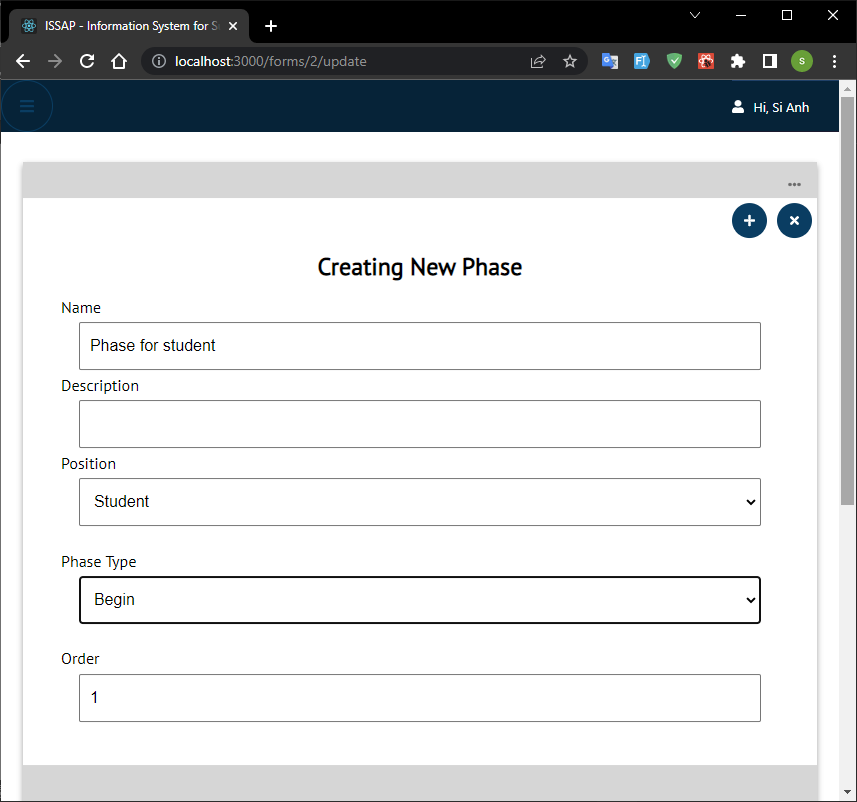 ISSAP - Information System for S
localhost:3000/forms/2/update
Hi, Si Anh
Creating New Phase
Name
Phase for student
Description
Position
Student
Phase Type
Begin
Order
1